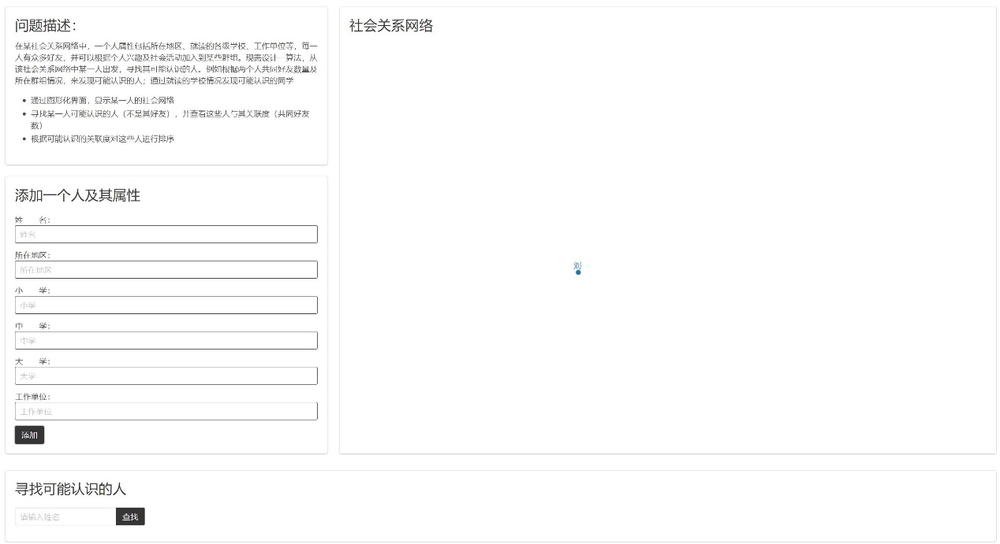 问题描述：
在某社会关系网络中，一个人属性包括所在地区、就读的各级学校、工作单位等，每一
人有众多好友，并可以根据个人兴趣及社会活动加入到某些群组。现需设计一算法，从
该社会关系网络中某一人出发，寻找其可能认识的人。例如根据两个人共同好友数量及
所在群组情况，来发现可能认识的人；通过就读的学校情况发现可能认识的同学
• 通过图形化界面，显示某一人的社会网络
• 寻找某一人可能认识的人（不是其好友），并查看这些人与其关联度（共同好友
数）
• 根据可能认识的关联度对这些人进行排序
添加一个人及其属性
姓　　名：
姓名
所在地区：
所在地区
小　　学：
小学
中　　学：
中学
大　　学：
大学
工作单位：
工作单位
添加
社会关系网络
刘
寻找可能认识的人
请输入姓名 查找